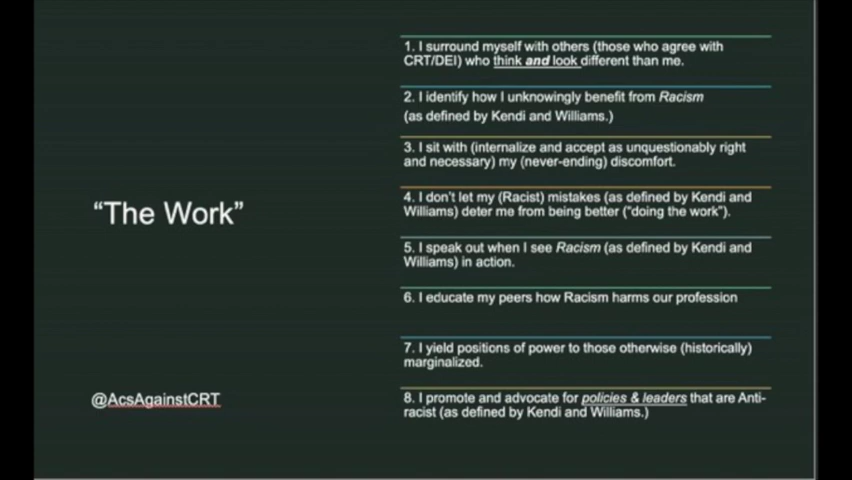 "The Work"
@AcsAgainstCRT
1. I surround myself with others (those who agree with
CRT/DEI) who think and look different than me.
2. I identify how I unknowingly benefit from Racism
(as defined by Kendi and Williams.)
3. I sit with (internalize and accept as unquestionably right
and necessary) my (never-ending) discomfort.
4. I don't let my (Racist) mistakes (as defined by Kendi and
Williams) deter me from being better ("doing the work").
5. I speak out when I see Racism (as defined by Kendi and
Williams) in action.
6. I educate my peers how Racism harms our profession
7. I yield positions of power to those otherwise (historically)
marginalized.
8. I promote and advocate for policies & leaders that are Anti-
racist (as defined by Kendi and Williams.)